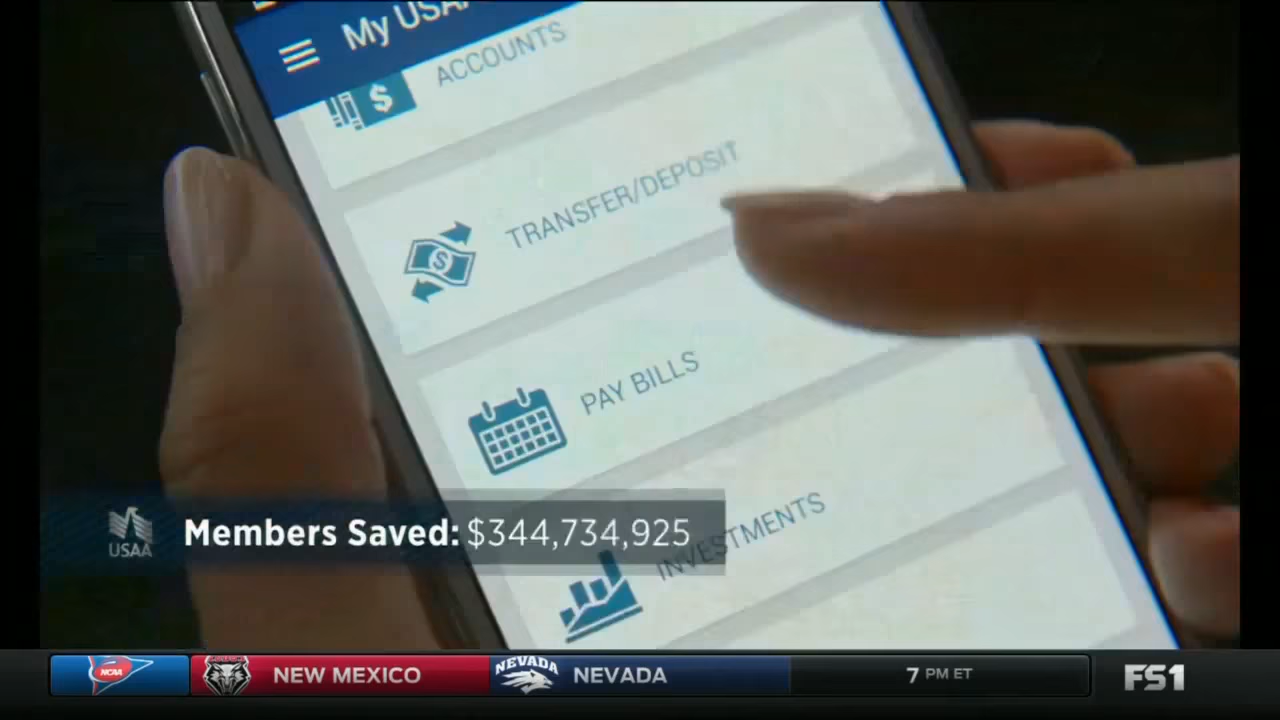 My USAA
ACCOUNTS
TRANSFER/DEPOSIT
PAY BILLS
INVESTMENTS
USAA
Members Saved: $344,734,925
NCAA
NEW MEXICO
NEVADA
NEVADA
7 PM ET
FS1